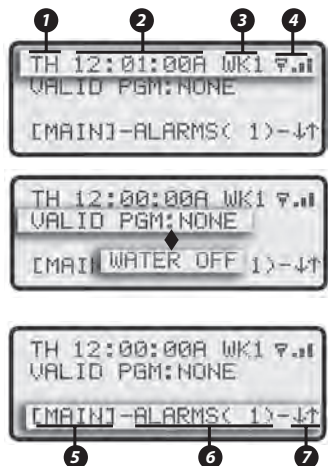 1 2 3 4
TH 12:01:00A WK1
VALID PGM:NONE
[MAIN]-ALARMS( 1)-↓↑
TH 12:00:00A WK1
VALID PGM:NONE
WATER OFF
[MAI 1)-↓↑
TH 12:00:00A WK1
VALID PGM:NONE
[MAIN]-ALARMS( 1)-↓↑
5 6 7